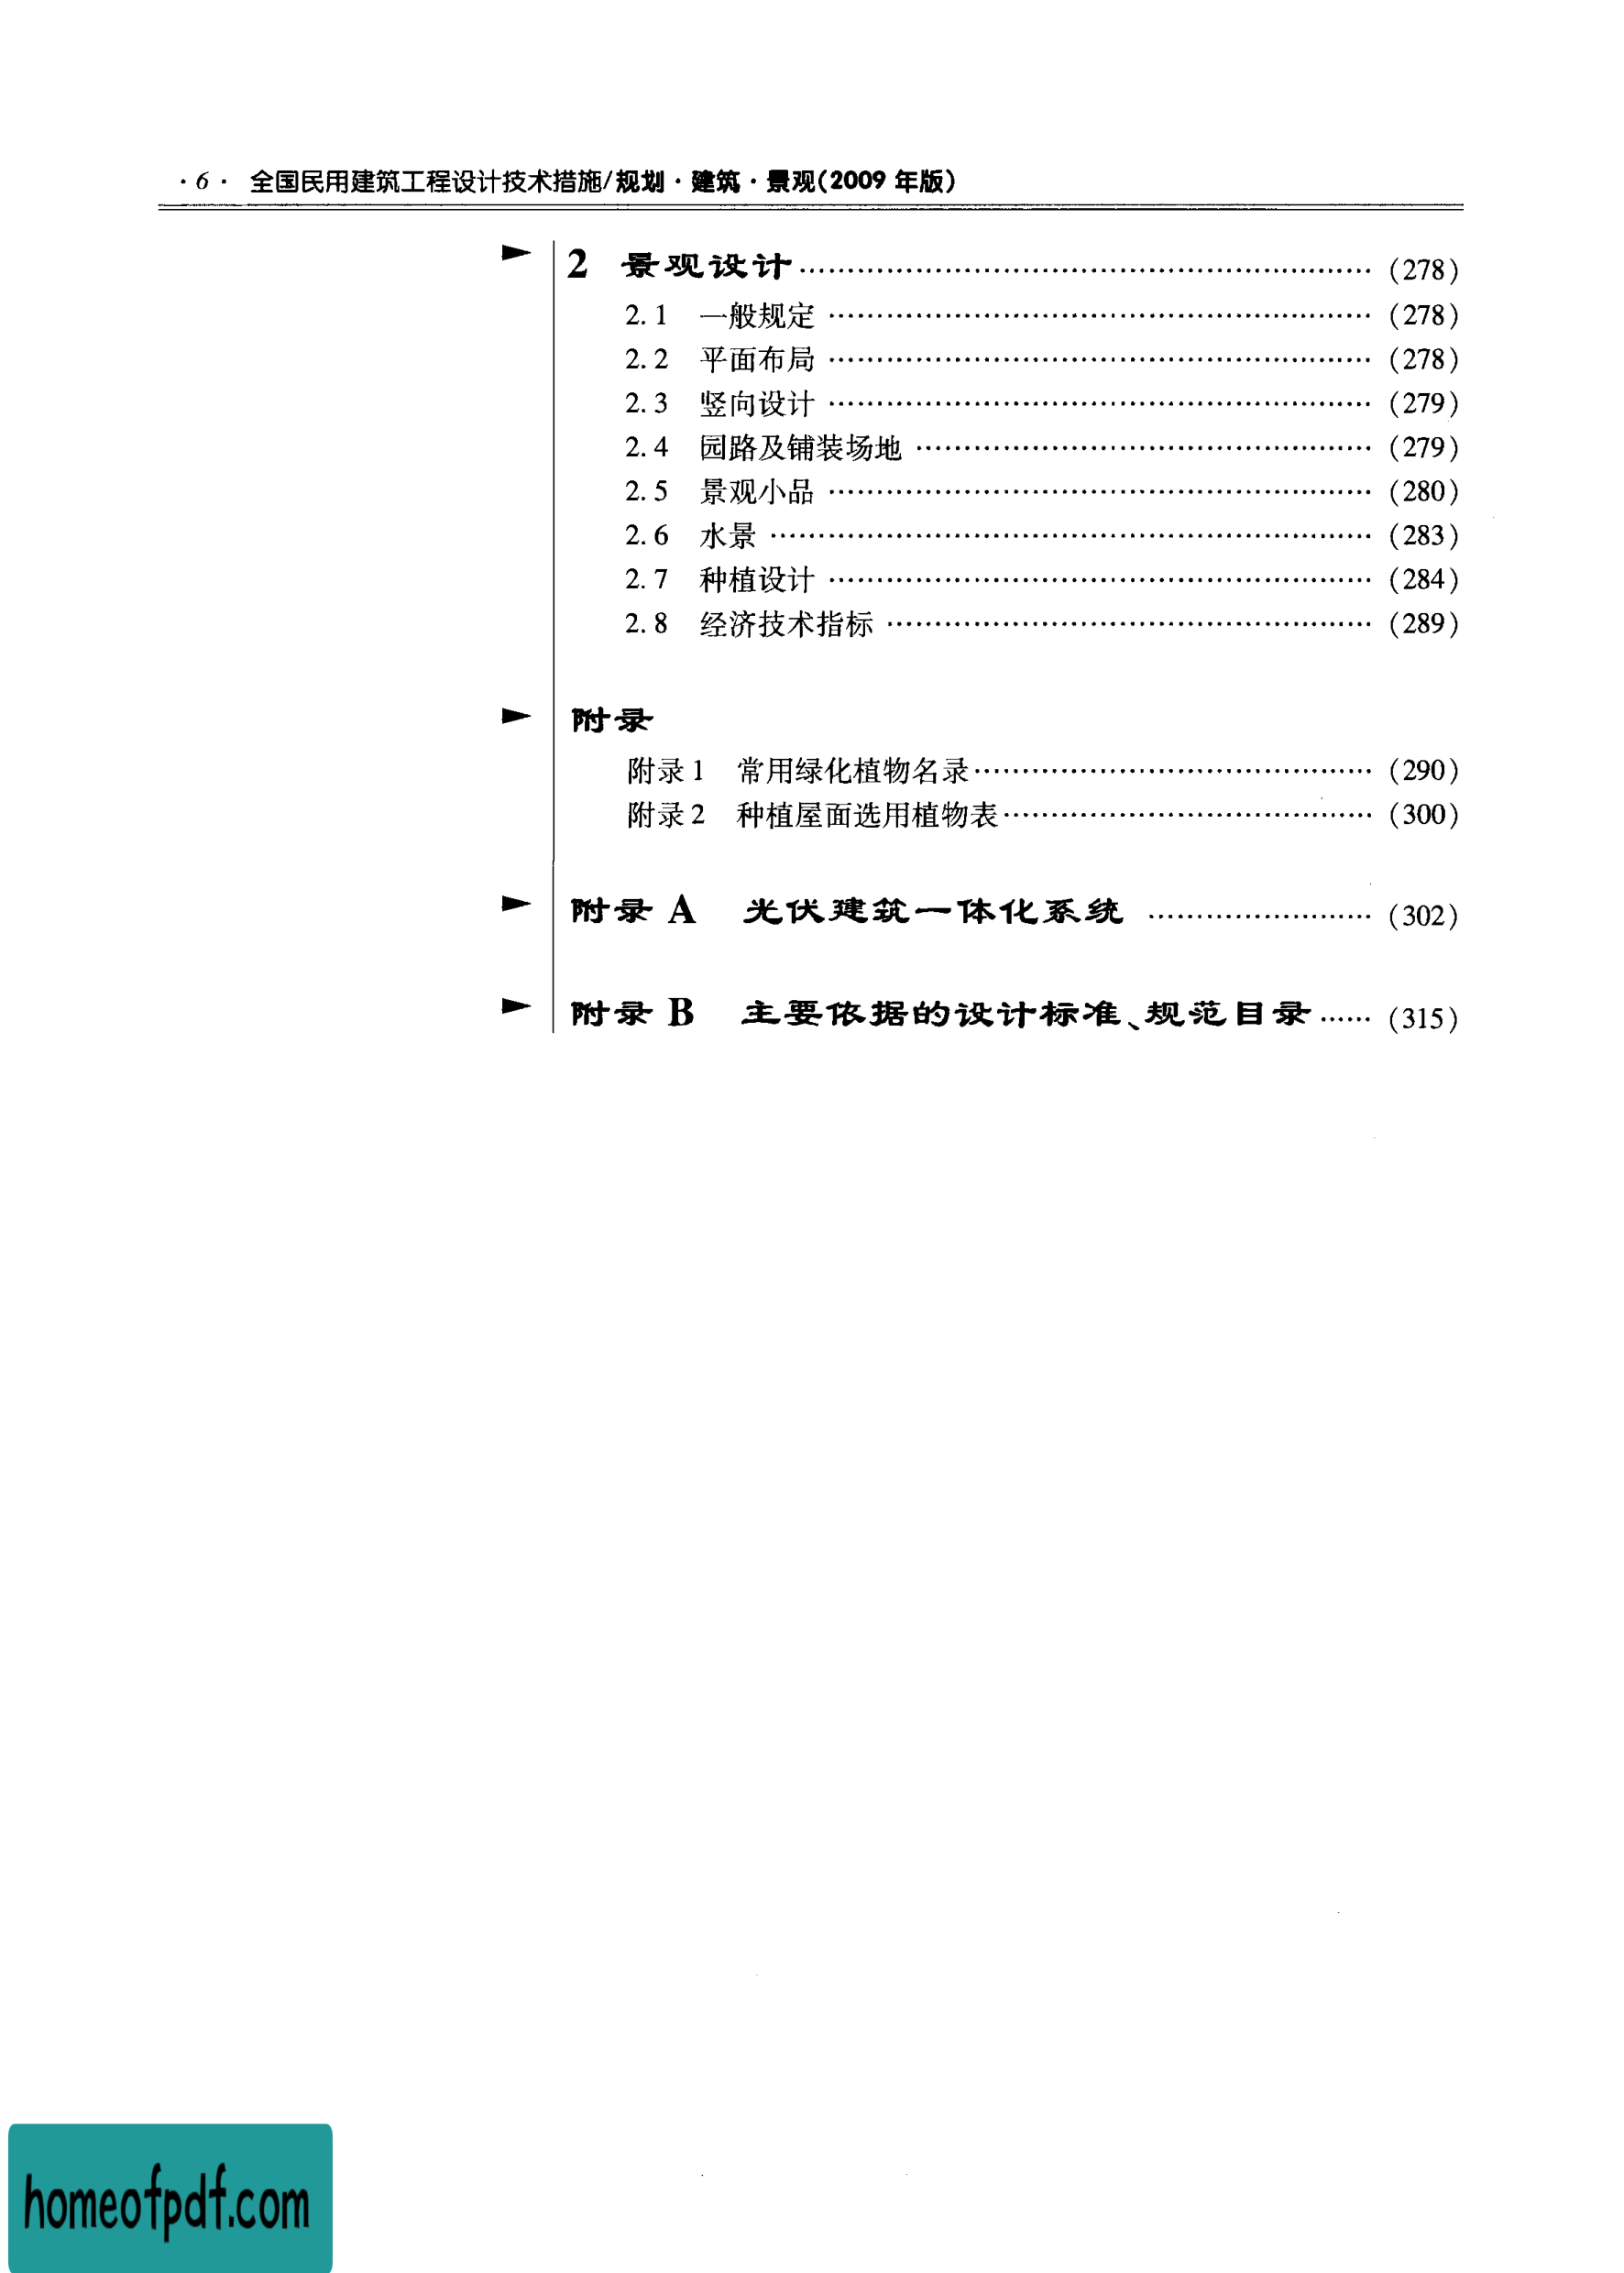 · 6 · 全国民用建筑工程设计技术措施/规划·建筑·景观(2009 年版)
2 景观设计 …… (278)
2.1 一般规定 …… (278)
2.2 平面布局 …… (278)
2.3 竖向设计 …… (279)
2.4 园路及铺装场地 …… (279)
2.5 景观小品 …… (280)
2.6 水景 …… (283)
2.7 种植设计 …… (284)
2.8 经济技术指标 …… (289)
附录
附录 1 常用绿化植物名录 …… (290)
附录 2 种植屋面选用植物表 …… (300)
附录 A 光伏建筑一体化系统 …… (302)
附录 B 主要依据的设计标准、规范目录 …… (315)
homeofpdf.com